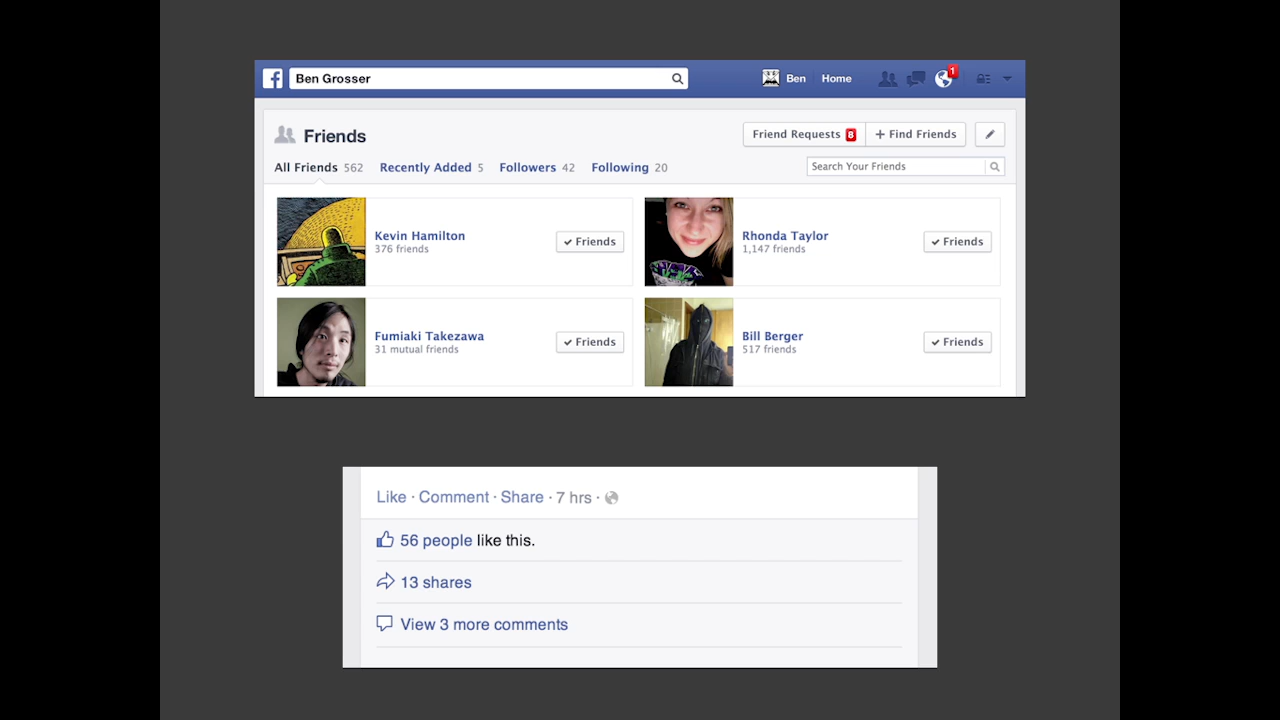 f Ben Grosser Ben Home 1
Friends Friend Requests 8 + Find Friends
All Friends 562 Recently Added 5 Followers 42 Following 20 Search Your Friends
Kevin Hamilton Rhonda Taylor
376 friends ✓ Friends 1,147 friends ✓ Friends
Fumiaki Takezawa Bill Berger
31 mutual friends ✓ Friends 517 friends ✓ Friends
Like · Comment · Share · 7 hrs ·
56 people like this.
13 shares
View 3 more comments